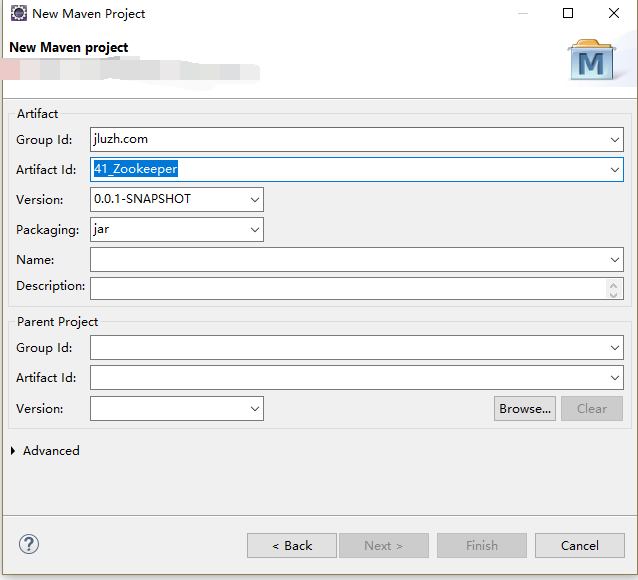 New Maven Project
New Maven project
M
Artifact
Group Id: jluzh.com
Artifact Id: 41_Zookeeper
Version: 0.0.1-SNAPSHOT
Packaging: jar
Name:
Description:
Parent Project
Group Id:
Artifact Id:
Version: Browse... Clear
Advanced
? < Back Next > Finish Cancel